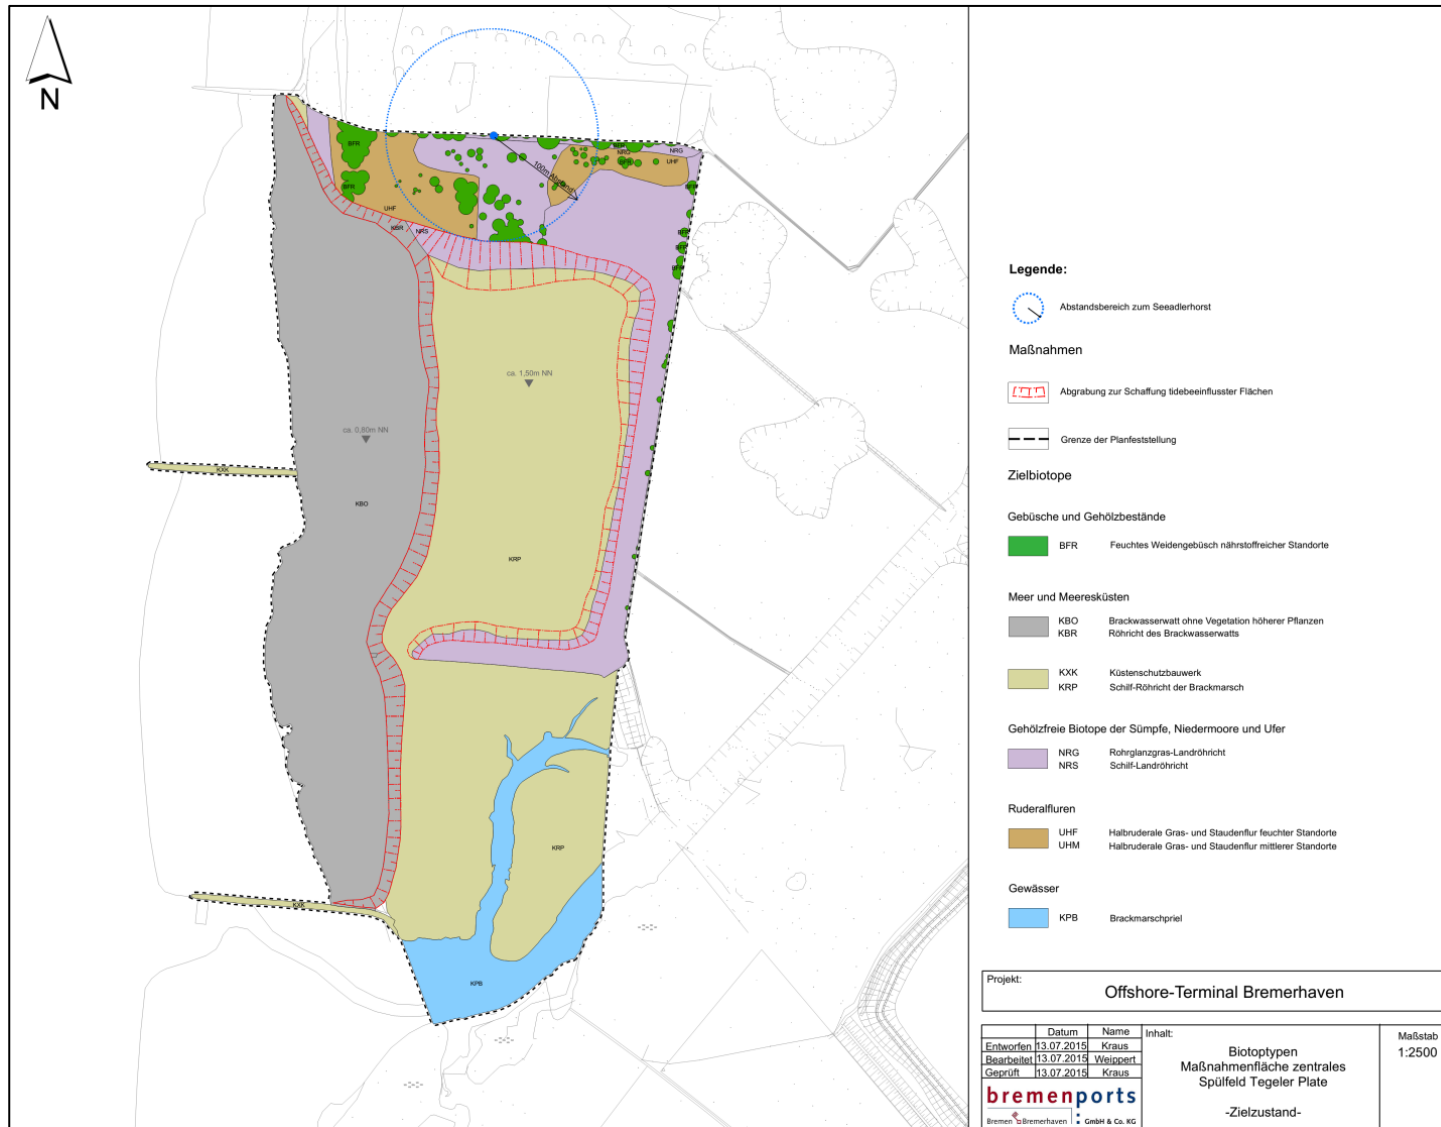 N
BFR
BFR
UHF
KBR
NRS
100m Abstand
BFR
NRG
BFR
NRG
UHF
BFR
BFR
BFR
BFR
ca. 1,50m NN
ca. 0,80m NN
KXK
KBO
KRP
KRP
KXK
KPB
Legende:
Abstandsbereich zum Seeadlerhorst
Maßnahmen
Abgrabung zur Schaffung tidebeeinflusster Flächen
Grenze der Planfeststellung
Zielbiotope
Gebüsche und Gehölzbestände
BFR Feuchtes Weidengebüsch nährstoffreicher Standorte
Meer und Meeresküsten
KBO Brackwasserwatt ohne Vegetation höherer Pflanzen
KBR Röhricht des Brackwasserwatts
KXK Küstenschutzbauwerk
KRP Schilf-Röhricht der Brackmarsch
Gehölzfreie Biotope der Sümpfe, Niedermoore und Ufer
NRG Rohrglanzgras-Landröhricht
NRS Schilf-Landröhricht
Ruderalfluren
UHF Halbruderale Gras- und Staudenflur feuchter Standorte
UHM Halbruderale Gras- und Staudenflur mittlerer Standorte
Gewässer
KPB Brackmarschpriel
Projekt:
Offshore-Terminal Bremerhaven
Datum Name
Entworfen 13.07.2015 Kraus
Bearbeitet 13.07.2015 Weippert
Geprüft 13.07.2015 Kraus
bremenports
Bremen Bremerhaven GmbH & Co. KG
Inhalt:
Biotoptypen
Maßnahmenfläche zentrales
Spülfeld Tegeler Plate
-Zielzustand-
Maßstab
1:2500